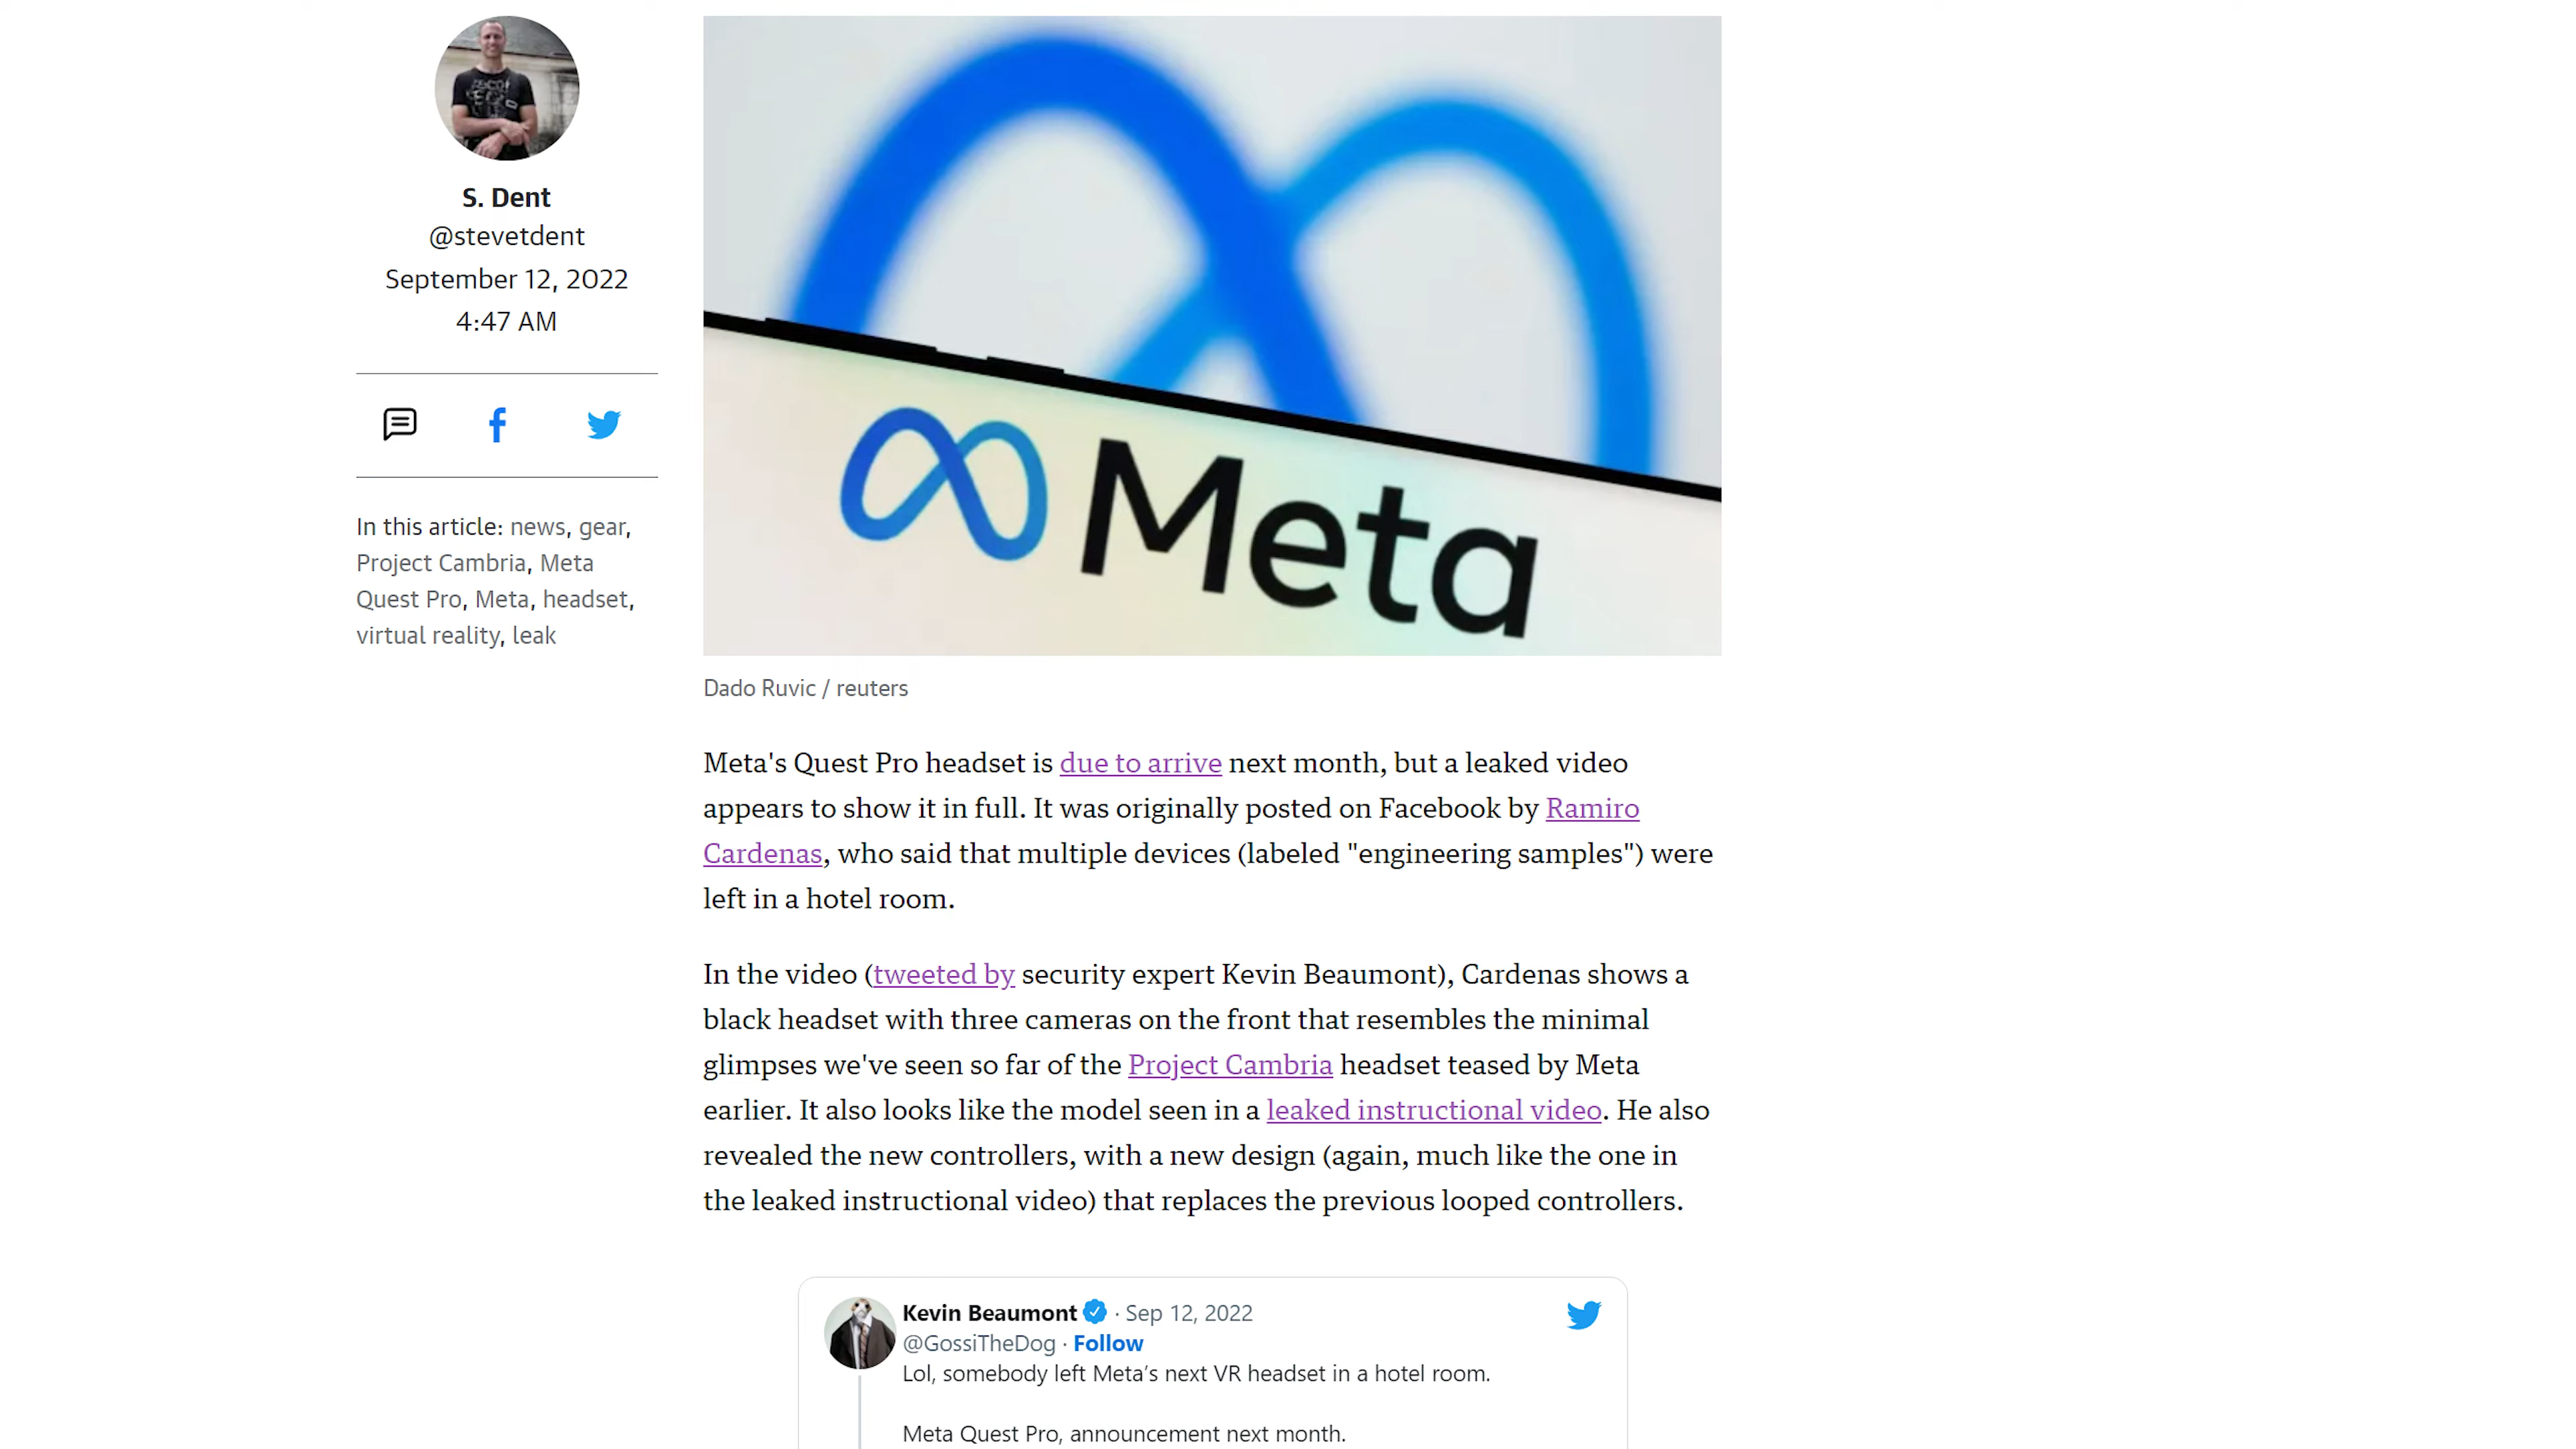 S. Dent
@stevetdent
September 12, 2022
4:47 AM
In this article: news, gear,
Project Cambria, Meta
Quest Pro, Meta, headset,
virtual reality, leak
Meta
Dado Ruvic / reuters
Meta's Quest Pro headset is due to arrive next month, but a leaked video
appears to show it in full. It was originally posted on Facebook by Ramiro
Cardenas, who said that multiple devices (labeled "engineering samples") were
left in a hotel room.
In the video (tweeted by security expert Kevin Beaumont), Cardenas shows a
black headset with three cameras on the front that resembles the minimal
glimpses we've seen so far of the Project Cambria headset teased by Meta
earlier. It also looks like the model seen in a leaked instructional video. He also
revealed the new controllers, with a new design (again, much like the one in
the leaked instructional video) that replaces the previous looped controllers.
Kevin Beaumont · Sep 12, 2022
@GossiTheDog · Follow
Lol, somebody left Meta’s next VR headset in a hotel room.
Meta Quest Pro, announcement next month.